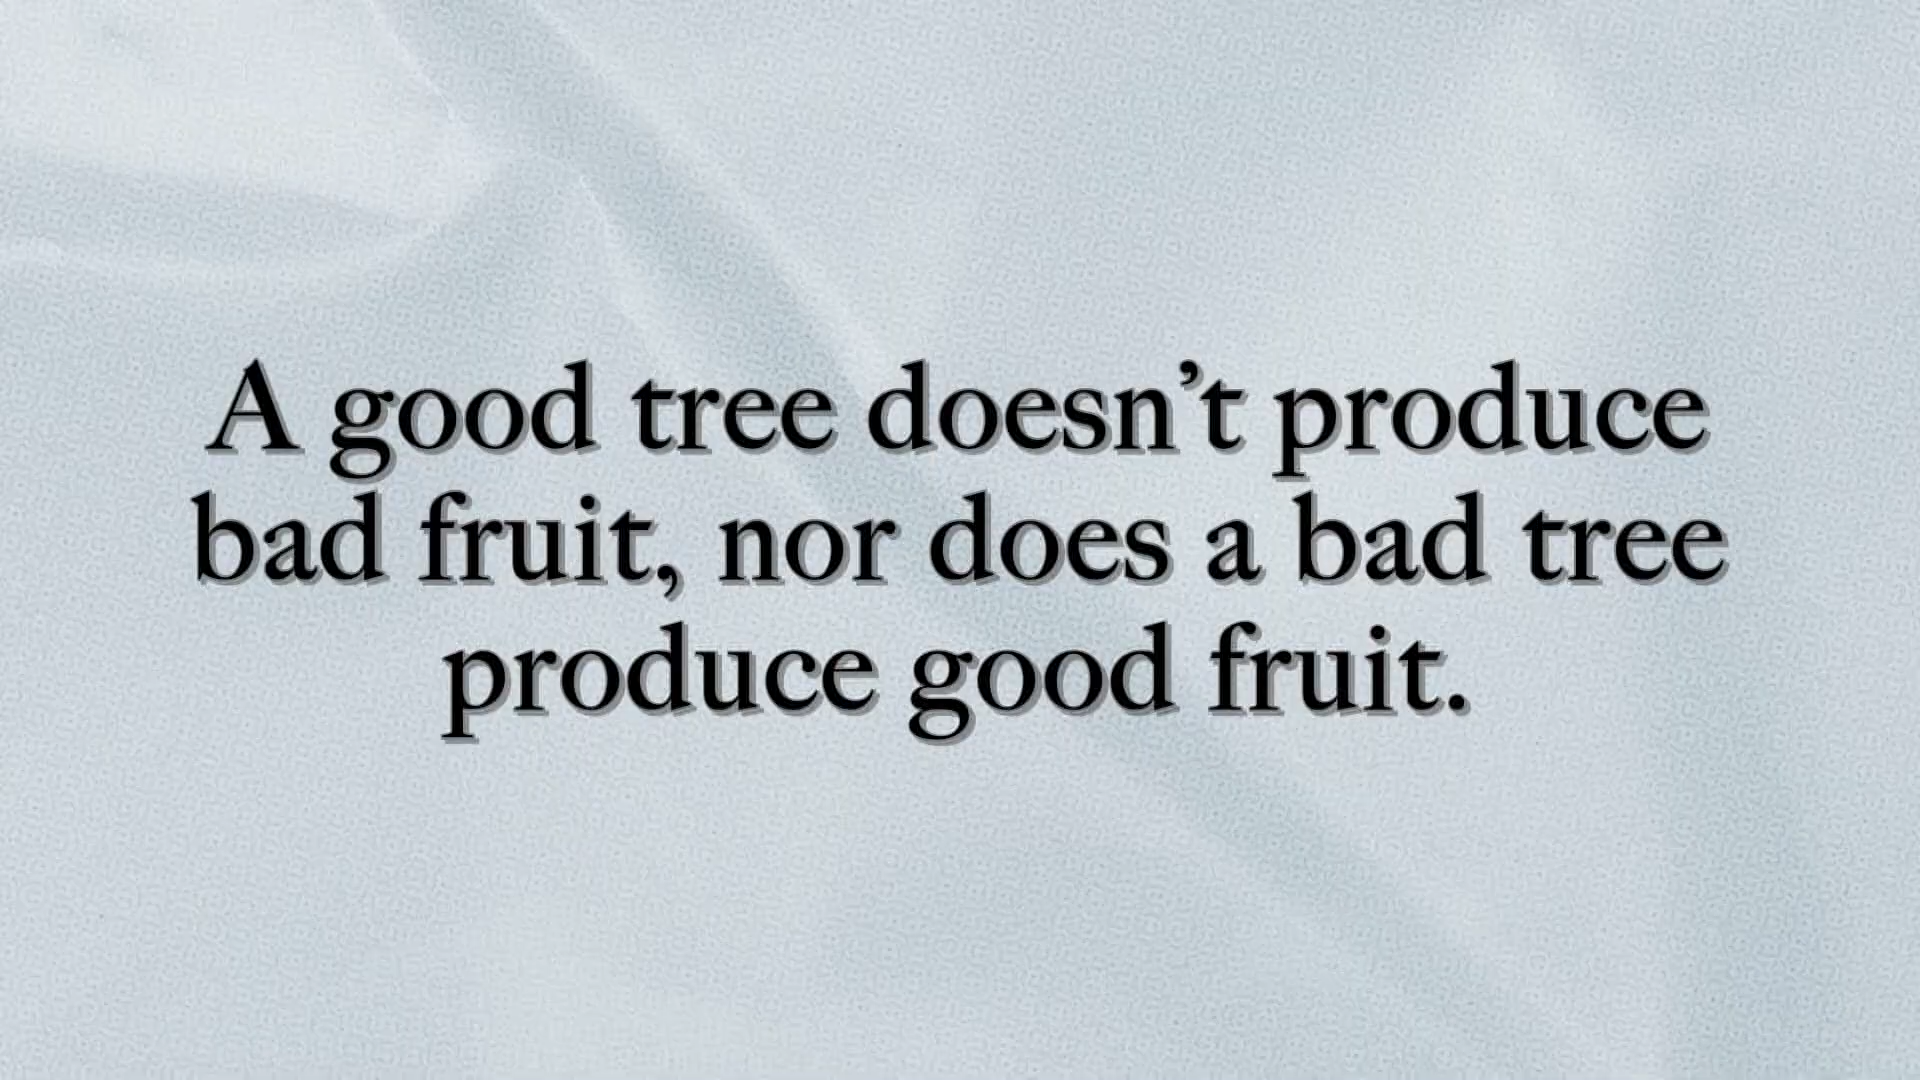 A good tree doesn’t produce
bad fruit, nor does a bad tree
produce good fruit.